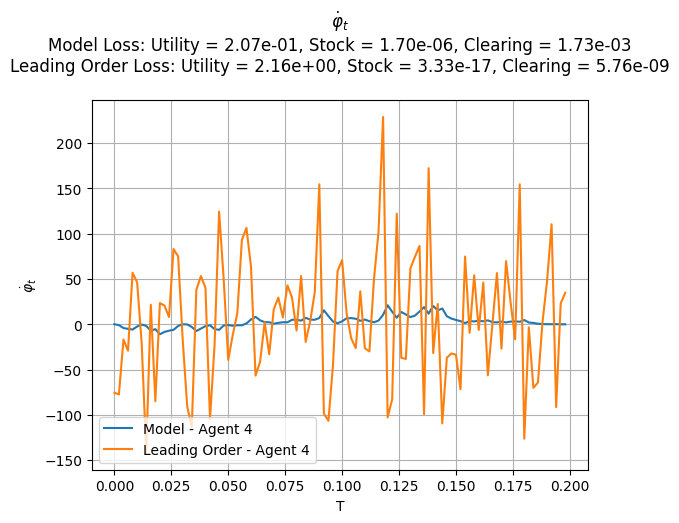 φ̇ₜ
Model Loss: Utility = 2.07e-01, Stock = 1.70e-06, Clearing = 1.73e-03
Leading Order Loss: Utility = 2.16e+00, Stock = 3.33e-17, Clearing = 5.76e-09
φ̇ₜ
200
150
100
50
0
−50
−100
−150
Model - Agent 4
Leading Order - Agent 4
0.000 0.025 0.050 0.075 0.100 0.125 0.150 0.175 0.200
T